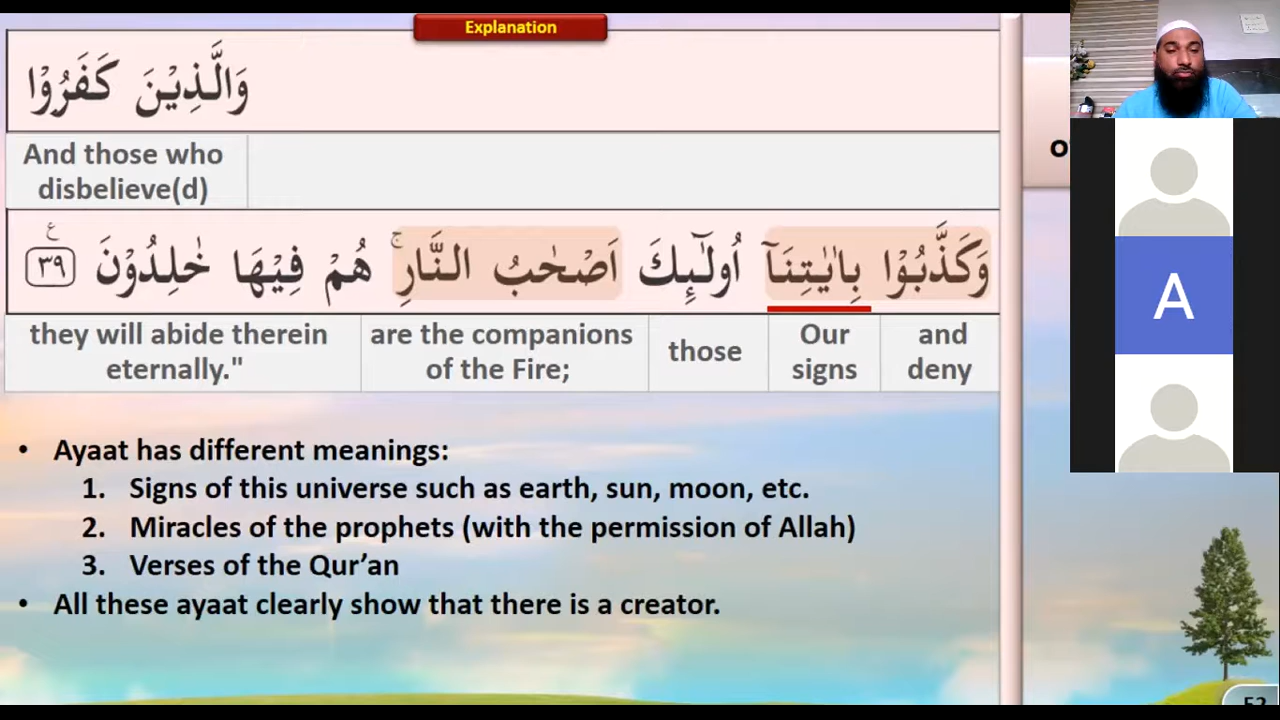 Explanation
وَالَّذِيْنَ كَفَرُوْا
And those who
disbelieve(d)
وَكَذَّبُوْا بِاٰيٰتِنَآ اُولٰٓئِكَ اَصْحٰبُ النَّارِ ۚ هُمْ فِيْهَا خٰلِدُوْنَ ٣٩ ع
and
deny
Our
signs
those
are the companions
of the Fire;
they will abide therein
eternally."
• Ayaat has different meanings:
1. Signs of this universe such as earth, sun, moon, etc.
2. Miracles of the prophets (with the permission of Allah)
3. Verses of the Qur’an
• All these ayaat clearly show that there is a creator.
A